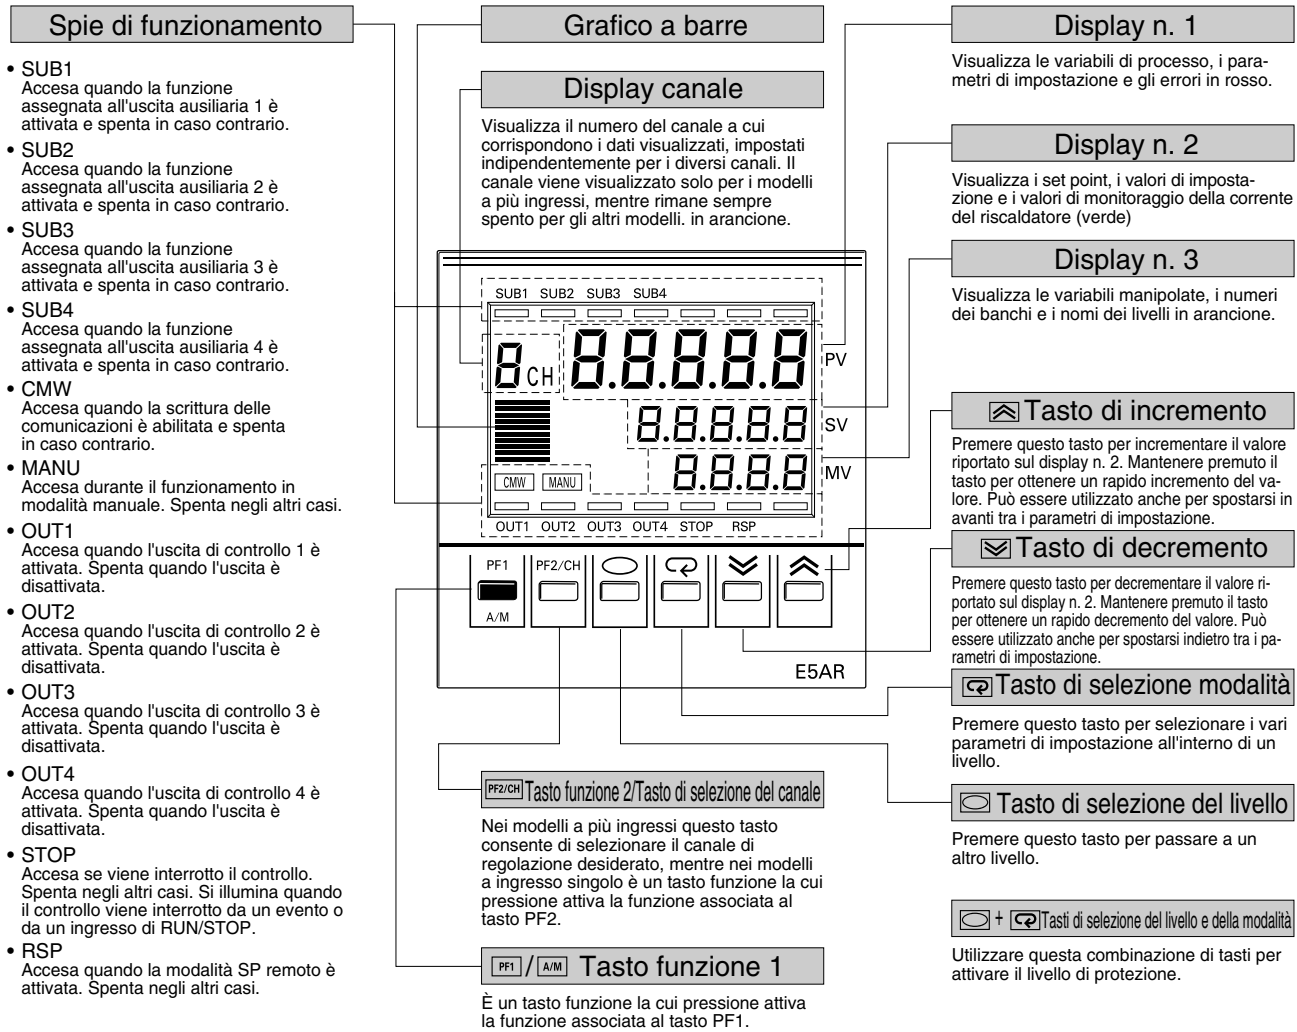 Spie di funzionamento
• SUB1
Accesa quando la funzione
assegnata all'uscita ausiliaria 1 è
attivata e spenta in caso contrario.
• SUB2
Accesa quando la funzione
assegnata all'uscita ausiliaria 2 è
attivata e spenta in caso contrario.
• SUB3
Accesa quando la funzione
assegnata all'uscita ausiliaria 3 è
attivata e spenta in caso contrario.
• SUB4
Accesa quando la funzione
assegnata all'uscita ausiliaria 4 è
attivata e spenta in caso contrario.
• CMW
Accesa quando la scrittura delle
comunicazioni è abilitata e spenta
in caso contrario.
• MANU
Accesa durante il funzionamento in
modalità manuale. Spenta negli altri casi.
• OUT1
Accesa quando l'uscita di controllo 1 è
attivata. Spenta quando l'uscita è
disattivata.
• OUT2
Accesa quando l'uscita di controllo 2 è
attivata. Spenta quando l'uscita è
disattivata.
• OUT3
Accesa quando l'uscita di controllo 3 è
attivata. Spenta quando l'uscita è
disattivata.
• OUT4
Accesa quando l'uscita di controllo 4 è
attivata. Spenta quando l'uscita è
disattivata.
• STOP
Accesa se viene interrotto il controllo.
Spenta negli altri casi. Si illumina quando
il controllo viene interrotto da un evento o
da un ingresso di RUN/STOP.
• RSP
Accesa quando la modalità SP remoto è
attivata. Spenta negli altri casi.
Grafico a barre
Display canale
Visualizza il numero del canale a cui
corrispondono i dati visualizzati, impostati
indipendentemente per i diversi canali. Il
canale viene visualizzato solo per i modelli
a più ingressi, mentre rimane sempre
spento per gli altri modelli. in arancione.
SUB1 SUB2 SUB3 SUB4
8 CH 8.8.8.8.8 PV
8.8.8.8.8 SV
8.8.8.8 MV
CMW MANU
OUT1 OUT2 OUT3 OUT4 STOP RSP
PF1 PF2/CH
A/M
E5AR
PF2/CH Tasto funzione 2/Tasto di selezione del canale
Nei modelli a più ingressi questo tasto
consente di selezionare il canale di
regolazione desiderato, mentre nei modelli
a ingresso singolo è un tasto funzione la cui
pressione attiva la funzione associata al
tasto PF2.
PF1 / A/M Tasto funzione 1
È un tasto funzione la cui pressione attiva
la funzione associata al tasto PF1.
Display n. 1
Visualizza le variabili di processo, i para-
metri di impostazione e gli errori in rosso.
Display n. 2
Visualizza i set point, i valori di imposta-
zione e i valori di monitoraggio della corrente
del riscaldatore (verde)
Display n. 3
Visualizza le variabili manipolate, i numeri
dei banchi e i nomi dei livelli in arancione.
Tasto di incremento
Premere questo tasto per incrementare il valore
riportato sul display n. 2. Mantenere premuto il
tasto per ottenere un rapido incremento del va-
lore. Può essere utilizzato anche per spostarsi in
avanti tra i parametri di impostazione.
Tasto di decremento
Premere questo tasto per decrementare il valore ri-
portato sul display n. 2. Mantenere premuto il tasto
per ottenere un rapido decremento del valore. Può
essere utilizzato anche per spostarsi indietro tra i pa-
rametri di impostazione.
Tasto di selezione modalità
Premere questo tasto per selezionare i vari
parametri di impostazione all'interno di un
livello.
Tasto di selezione del livello
Premere questo tasto per passare a un
altro livello.
+ Tasti di selezione del livello e della modalità
Utilizzare questa combinazione di tasti per
attivare il livello di protezione.